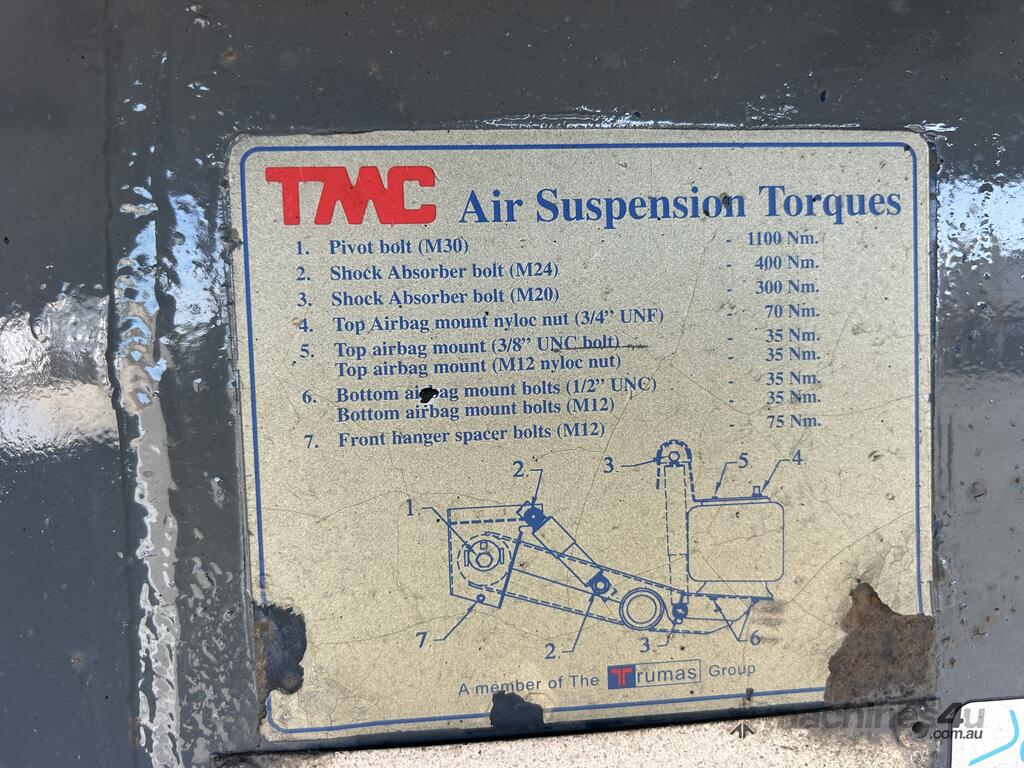 TMC Air Suspension Torques
1. Pivot bolt (M30) - 1100 Nm.
2. Shock Absorber bolt (M24) - 400 Nm.
3. Shock Absorber bolt (M20) - 300 Nm.
4. Top Airbag mount nyloc nut (3/4” UNF) - 70 Nm.
5. Top airbag mount (3/8” UNC bolt) - 35 Nm.
Top airbag mount (M12 nyloc nut) - 35 Nm.
6. Bottom airbag mount bolts (1/2” UNC) - 35 Nm.
Bottom airbag mount bolts (M12) - 35 Nm.
7. Front hanger spacer bolts (M12) - 75 Nm.
3 5 4
2.
1
7 2. 3. 6
A member of The Trumas Group
machines4u
.com.au